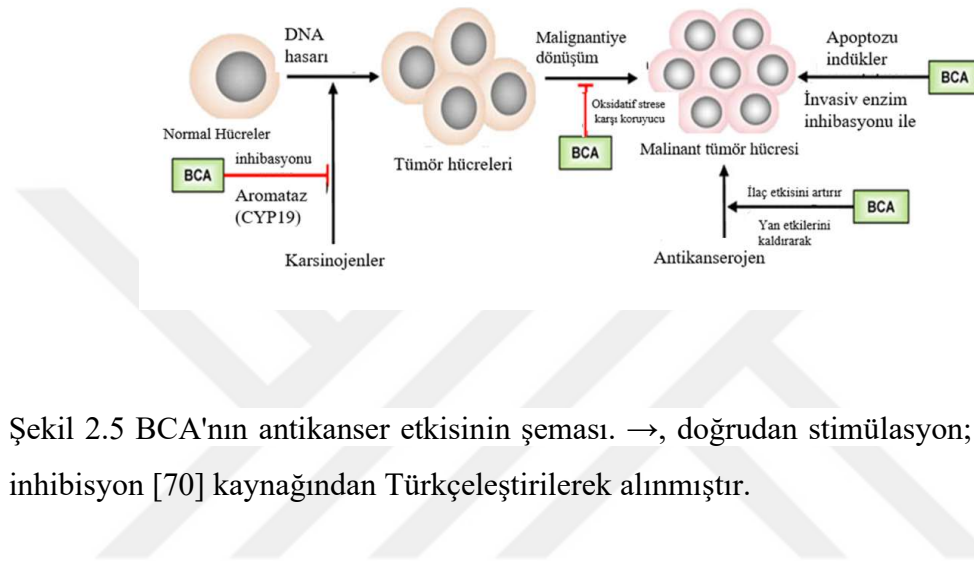 DNA
hasarı
Malignantiye
dönüşüm
Apoptozu
indükler
BCA
İnvasiv enzim
inhibasyonu ile
Oksidatif strese
karşı koruyucu
BCA
Normal Hücreler
Tümör hücreleri
Malinant tümör hücresi
BCA
inhibasyonu
Aromataz
(CYP19)
İlaç etkisini artırır
BCA
Yan etkilerini
kaldırarak
Karsinojenler
Antikanserojen
Şekil 2.5 BCA'nın antikanser etkisinin şeması. →, doğrudan stimülasyon;
inhibisyon [70] kaynağından Türkçeleştirilerek alınmıştır.